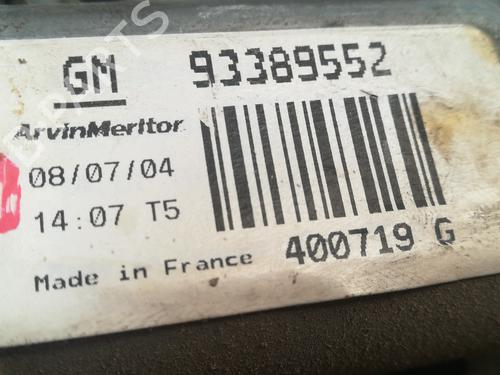 GM 93389552
ArvinMeritor
08/07/04
14:07 T5
400719 G
Made in France